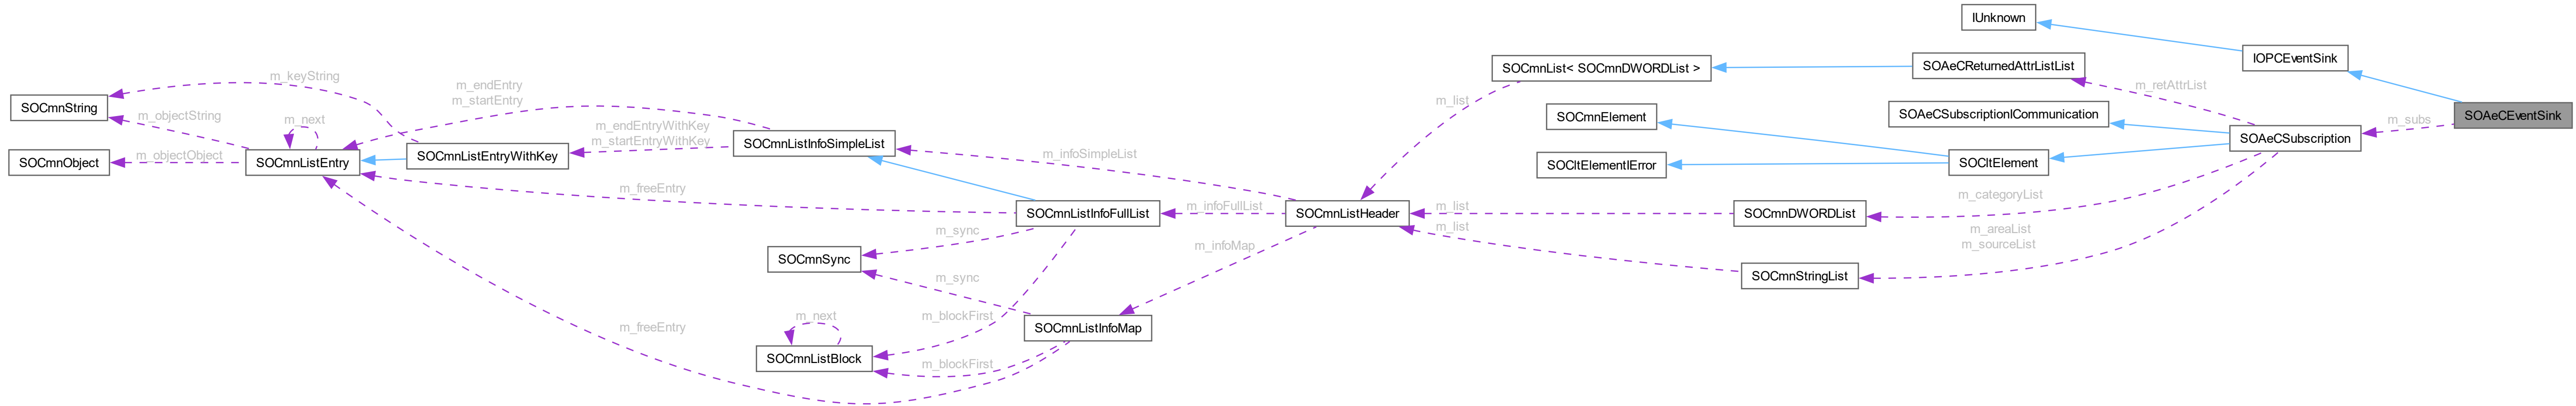 IUnknown
IOPCEventSink
SOAeCEventSink
SOCmnList< SOCmnDWORDList >
SOAeCReturnedAttrListList
m_keyString
m_endEntry
m_startEntry
m_list
m_retAttrList
SOCmnString
m_objectString
m_next
m_endEntryWithKey
m_startEntryWithKey
SOCmnElement
SOAeCSubscriptionICommunication
m_subs
SOCmnObject
m_objectObject
SOCmnListEntry
SOCmnListEntryWithKey
SOCmnListInfoSimpleList
m_infoSimpleList
SOCltElementIError
SOCltElement
SOAeCSubscription
m_freeEntry
m_categoryList
SOCmnListInfoFullList
m_infoFullList
SOCmnListHeader
m_list
SOCmnDWORDList
m_sync
m_list
m_areaList
m_sourceList
SOCmnSync
m_infoMap
m_sync
SOCmnStringList
m_next
m_blockFirst
m_freeEntry
SOCmnListInfoMap
SOCmnListBlock
m_blockFirst